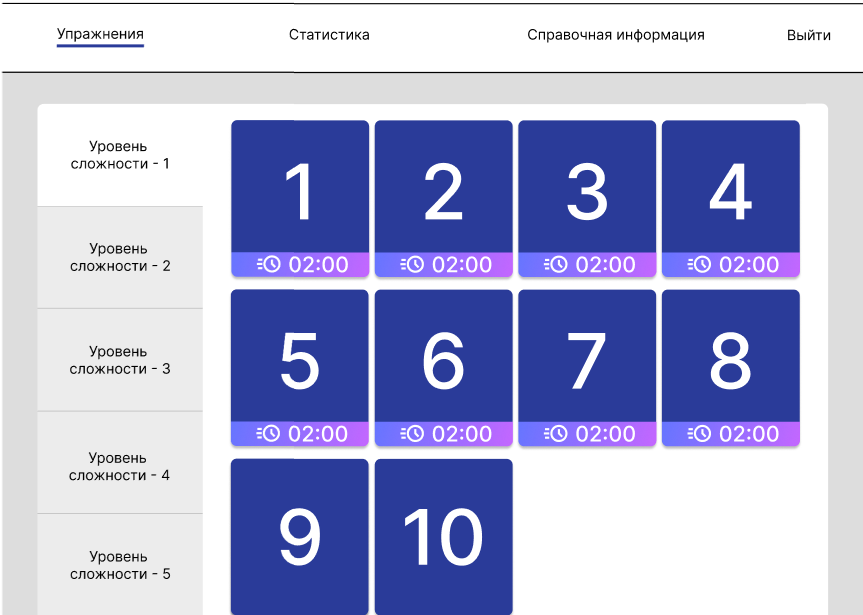 Упражнения Статистика Справочная информация Выйти
Уровень
сложности - 1
1 2 3 4
02:00 02:00 02:00 02:00
Уровень
сложности - 2
Уровень
сложности - 3
5 6 7 8
02:00 02:00 02:00 02:00
Уровень
сложности - 4
9 10
Уровень
сложности - 5